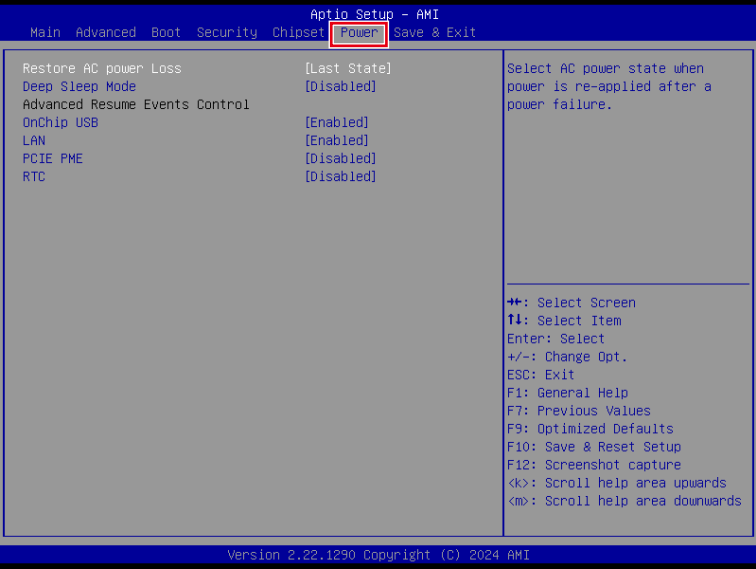 Aptio Setup - AMI
Main Advanced Boot Security Chipset Power Save & Exit
Restore AC power Loss [Last State]
Deep Sleep Mode [Disabled]
Advanced Resume Events Control
OnChip USB [Enabled]
LAN [Enabled]
PCIE PME [Disabled]
RTC [Disabled]
Select AC power state when
power is re-applied after a
power failure.
→←: Select Screen
↑↓: Select Item
Enter: Select
+/-: Change Opt.
ESC: Exit
F1: General Help
F7: Previous Values
F9: Optimized Defaults
F10: Save & Reset Setup
F12: Screenshot capture
<k>: Scroll help area upwards
<m>: Scroll help area downwards
Version 2.22.1290 Copyright (C) 2024 AMI